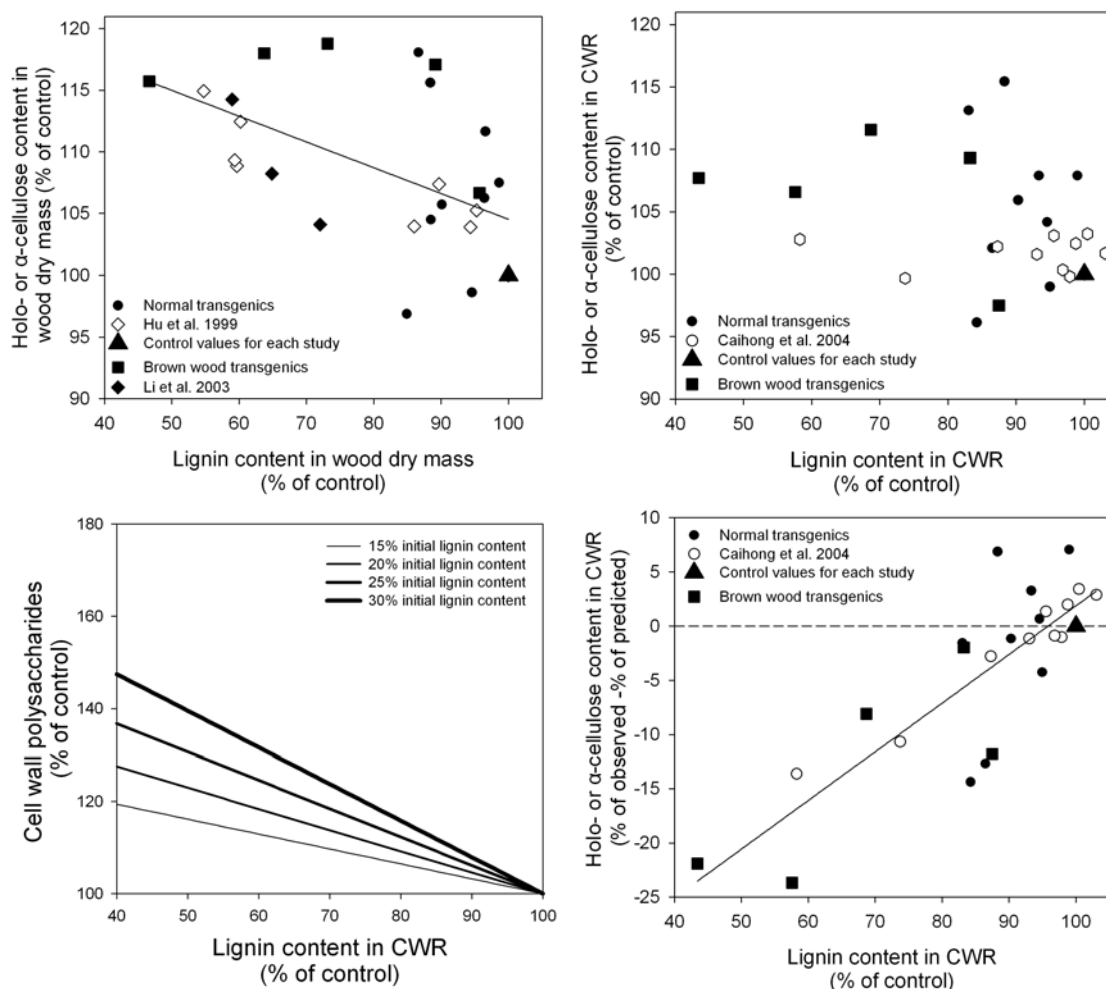 Holo- or α-cellulose content in
wood dry mass (% of control)
120
115
110
105
100
95
90
Normal transgenics
Hu et al. 1999
Control values for each study
Brown wood transgenics
Li et al. 2003
40 50 60 70 80 90 100
Lignin content in wood dry mass
(% of control)
Holo- or α-cellulose content in CWR
(% of control)
120
115
110
105
100
95
90
Normal transgenics
Caihong et al. 2004
Control values for each study
Brown wood transgenics
40 50 60 70 80 90 100
Lignin content in CWR
(% of control)
Cell wall polysaccharides
(% of control)
180
160
140
120
100
15% initial lignin content
20% initial lignin content
25% initial lignin content
30% initial lignin content
40 50 60 70 80 90 100
Lignin content in CWR
(% of control)
Holo- or α-cellulose content in CWR
(% of observed -% of predicted)
10
5
0
-5
-10
-15
-20
-25
Normal transgenics
Caihong et al. 2004
Control values for each study
Brown wood transgenics
40 50 60 70 80 90 100
Lignin content in CWR
(% of control)